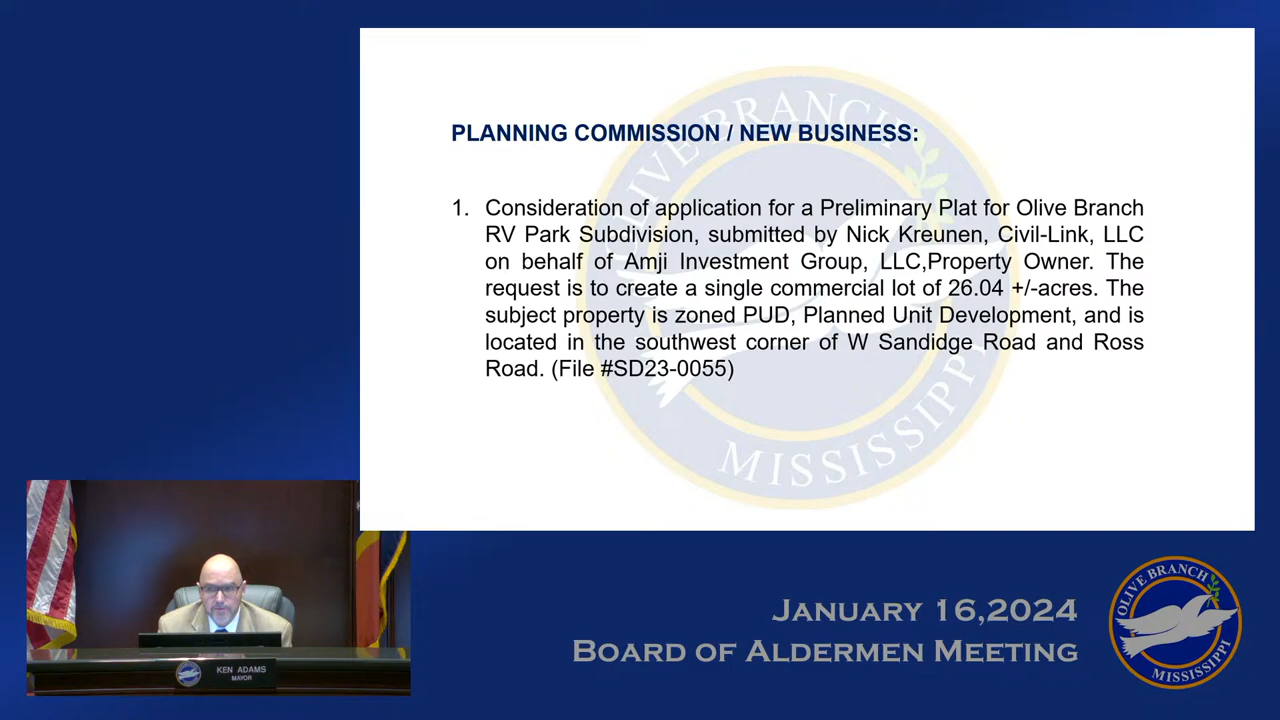 OLIVE BRANCH
MISSISSIPPI
PLANNING COMMISSION / NEW BUSINESS:
1. Consideration of application for a Preliminary Plat for Olive Branch
RV Park Subdivision, submitted by Nick Kreunen, Civil-Link, LLC
on behalf of Amji Investment Group, LLC,Property Owner. The
request is to create a single commercial lot of 26.04 +/-acres. The
subject property is zoned PUD, Planned Unit Development, and is
located in the southwest corner of W Sandidge Road and Ross
Road. (File #SD23-0055)
KEN ADAMS
MAYOR
January 16,2024
Board of Aldermen Meeting
OLIVE BRANCH
MISSISSIPPI